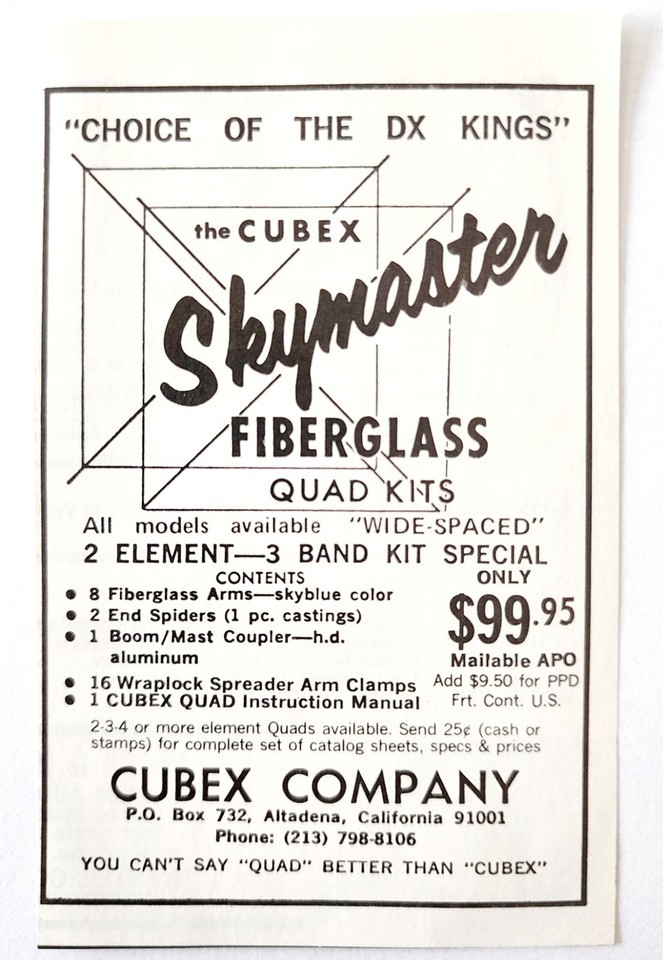 "CHOICE OF THE DX KINGS"
the CUBEX
Skymaster
FIBERGLASS
QUAD KITS
All models available "WIDE-SPACED"
2 ELEMENT—3 BAND KIT SPECIAL
CONTENTS
• 8 Fiberglass Arms—skyblue color
• 2 End Spiders (1 pc. castings)
• 1 Boom/Mast Coupler—h.d.
aluminum
• 16 Wraplock Spreader Arm Clamps
• 1 CUBEX QUAD Instruction Manual
ONLY
$99.95
Mailable APO
Add $9.50 for PPD
Frt. Cont. U.S.
2-3-4 or more element Quads available. Send 25¢ (cash or
stamps) for complete set of catalog sheets, specs & prices
CUBEX COMPANY
P.O. Box 732, Altadena, California 91001
Phone: (213) 798-8106
YOU CAN'T SAY "QUAD" BETTER THAN "CUBEX"